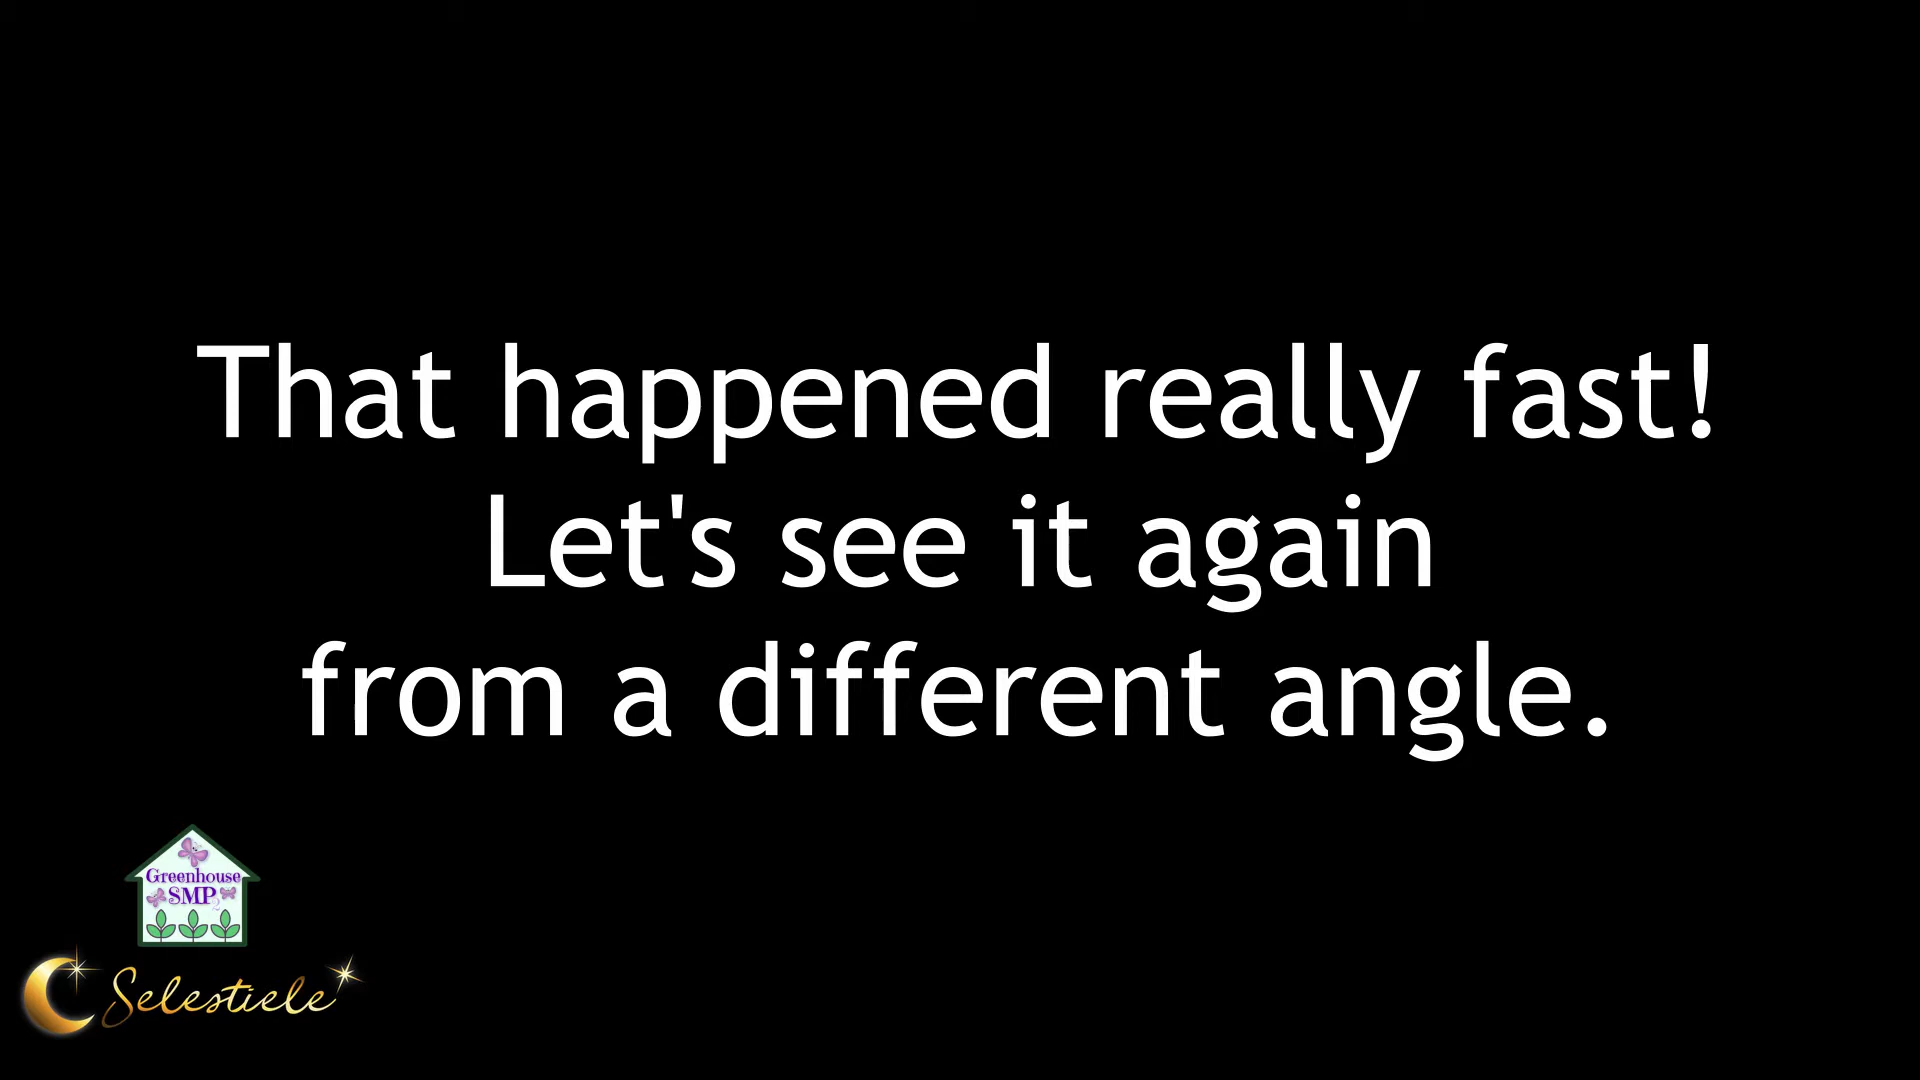 That happened really fast!
Let's see it again
from a different angle.
Greenhouse
SMP
Selestiele